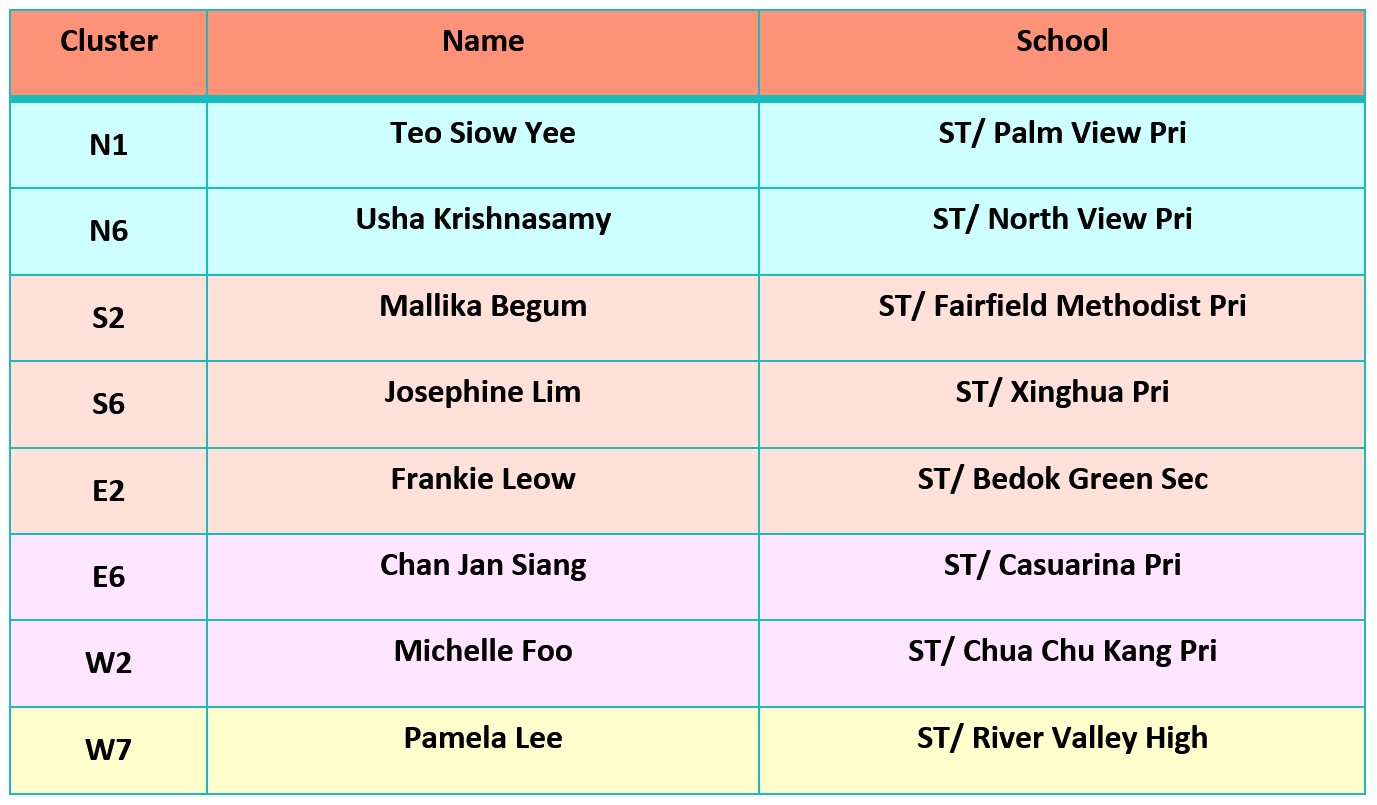 Cluster Name School
N1 Teo Siow Yee ST/ Palm View Pri
N6 Usha Krishnasamy ST/ North View Pri
S2 Mallika Begum ST/ Fairfield Methodist Pri
S6 Josephine Lim ST/ Xinghua Pri
E2 Frankie Leow ST/ Bedok Green Sec
E6 Chan Jan Siang ST/ Casuarina Pri
W2 Michelle Foo ST/ Chua Chu Kang Pri
W7 Pamela Lee ST/ River Valley High